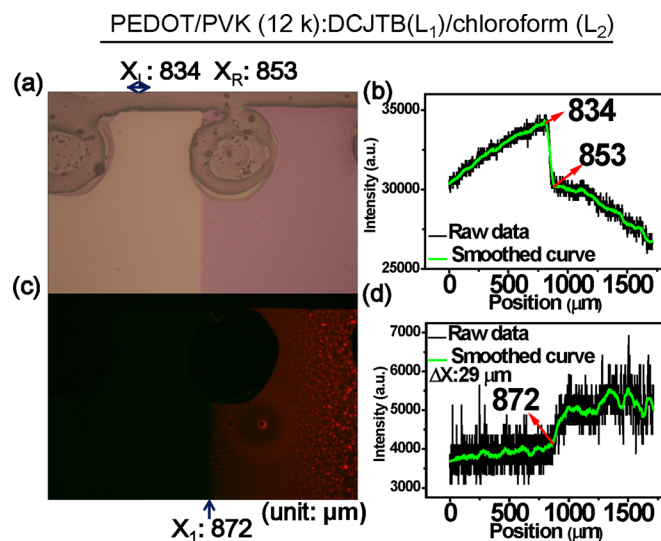 PEDOT/PVK (12 k):DCJTB(L₁)/chloroform (L₂)
X_L: 834 X_R: 853
(a)
(b)
35000
30000
25000
Intensity (a.u.)
834
853
Raw data
Smoothed curve
0 500 1000 1500
Position (μm)
(c)
(d)
7000
6000
5000
4000
3000
Intensity (a.u.)
Raw data
Smoothed curve
ΔX:29 μm
872
0 500 1000 1500
Position (μm)
X₁: 872
(unit: μm)